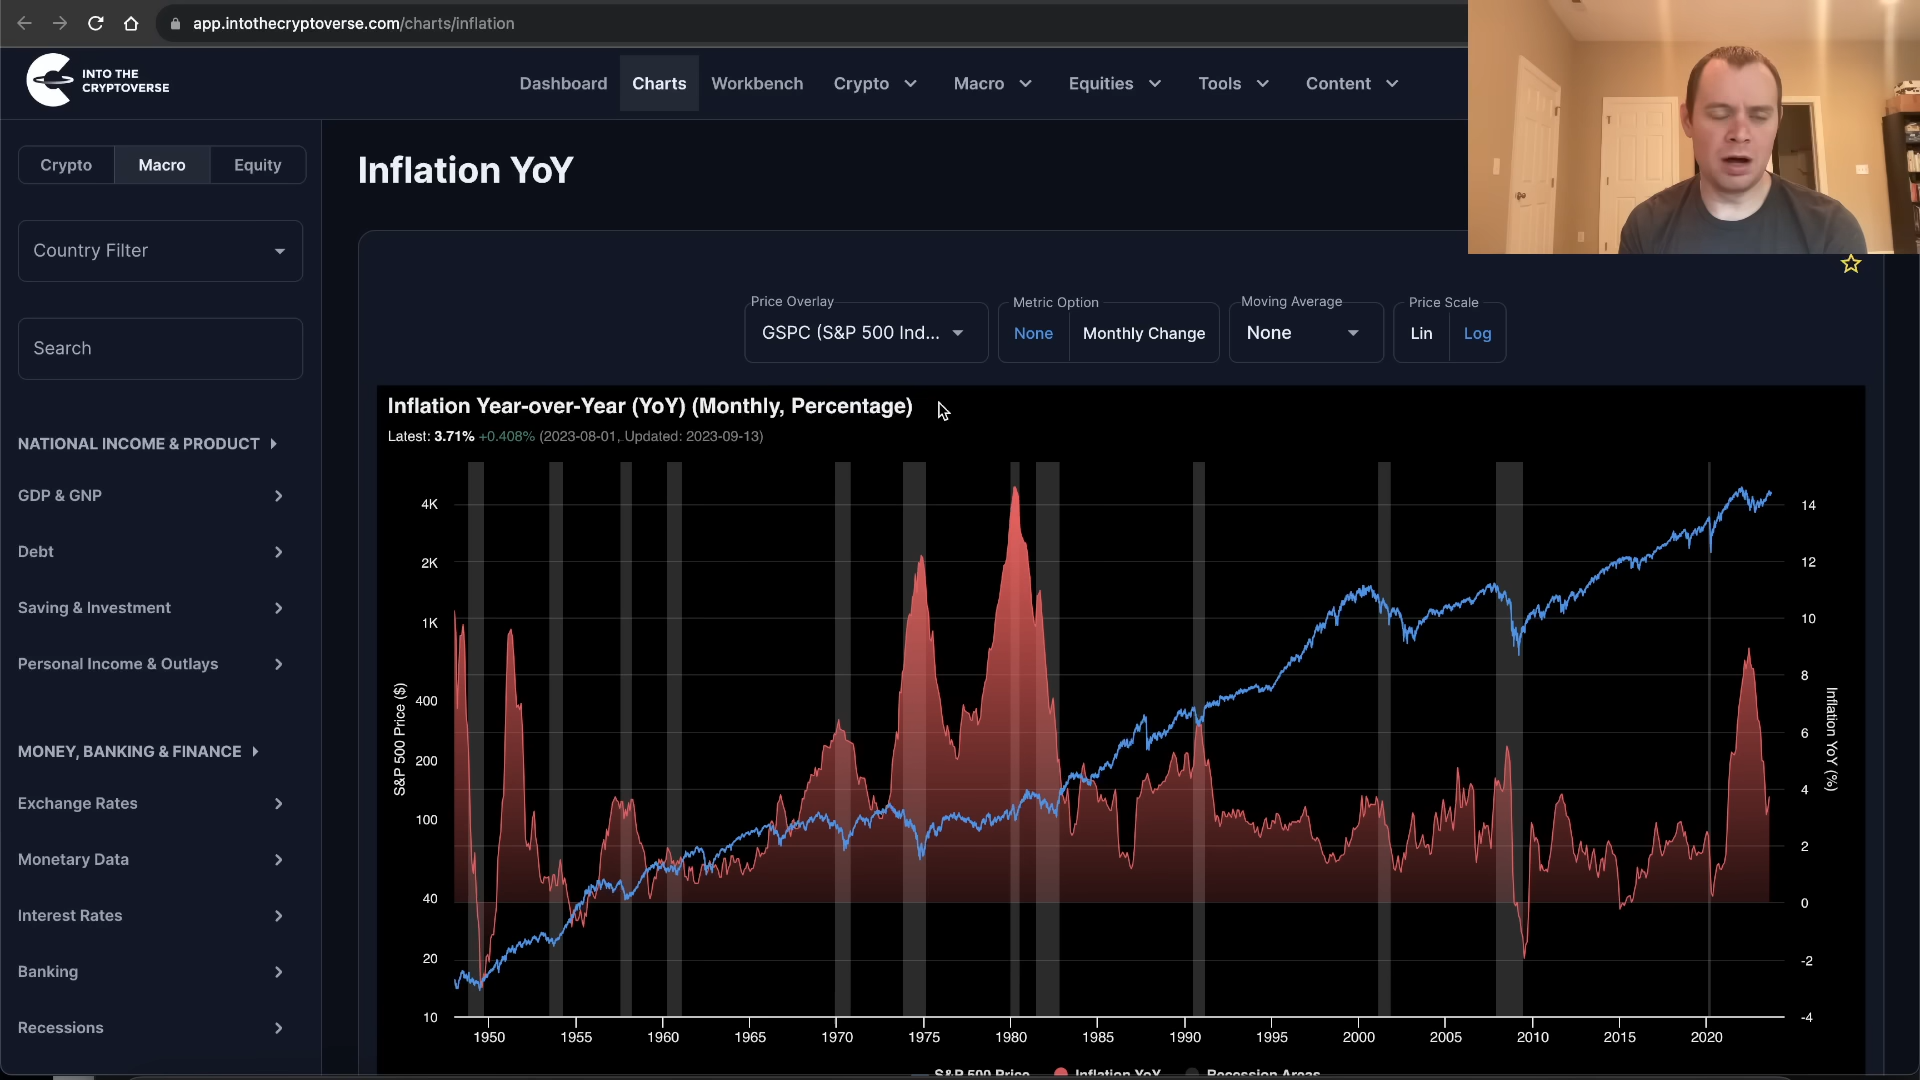 app.intothecryptoverse.com/charts/inflation
INTO THE
CRYPTOVERSE
Dashboard
Charts
Workbench
Crypto
Macro
Equities
Tools
Content
Crypto
Macro
Equity
Country Filter
Search
NATIONAL INCOME & PRODUCT
GDP & GNP
Debt
Saving & Investment
Personal Income & Outlays
MONEY, BANKING & FINANCE
Exchange Rates
Monetary Data
Interest Rates
Banking
Recessions
Inflation YoY
Price Overlay
GSPC (S&P 500 Ind...
Metric Option
None
Monthly Change
Moving Average
None
Price Scale
Lin
Log
Inflation Year-over-Year (YoY) (Monthly, Percentage)
Latest: 3.71% +0.408% (2023-08-01, Updated: 2023-09-13)
S&P 500 Price ($)
4K
2K
1K
400
200
100
40
20
10
14
12
10
8
6
4
2
0
-2
-4
Inflation YoY (%)
1950
1955
1960
1965
1970
1975
1980
1985
1990
1995
2000
2005
2010
2015
2020
S&P 500 Price
Inflation YoY
Recession Areas